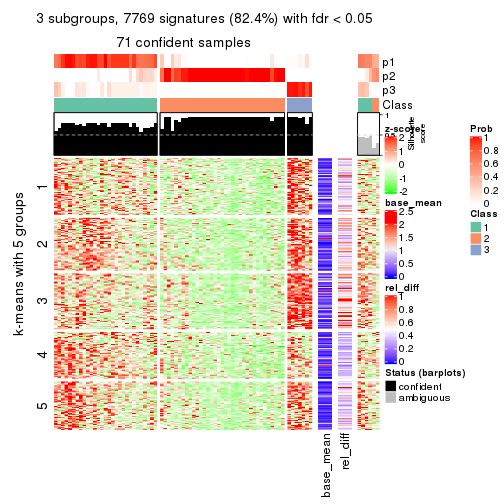 3 subgroups, 7769 signatures (82.4%) with fdr < 0.05
71 confident samples
p1
p2
p3
Class
1
Silhouette
score
k-means with 5 groups
1
2
3
4
5
base_mean
rel_diff
z-score
2
1
0
-1
-2
base_mean
2.5
2
1.5
1
0.5
0
rel_diff
1
0.8
0.6
0.4
0.2
0
Status (barplots)
confident
ambiguous
Prob
1
0.8
0.6
0.4
0.2
0
Class
1
2
3